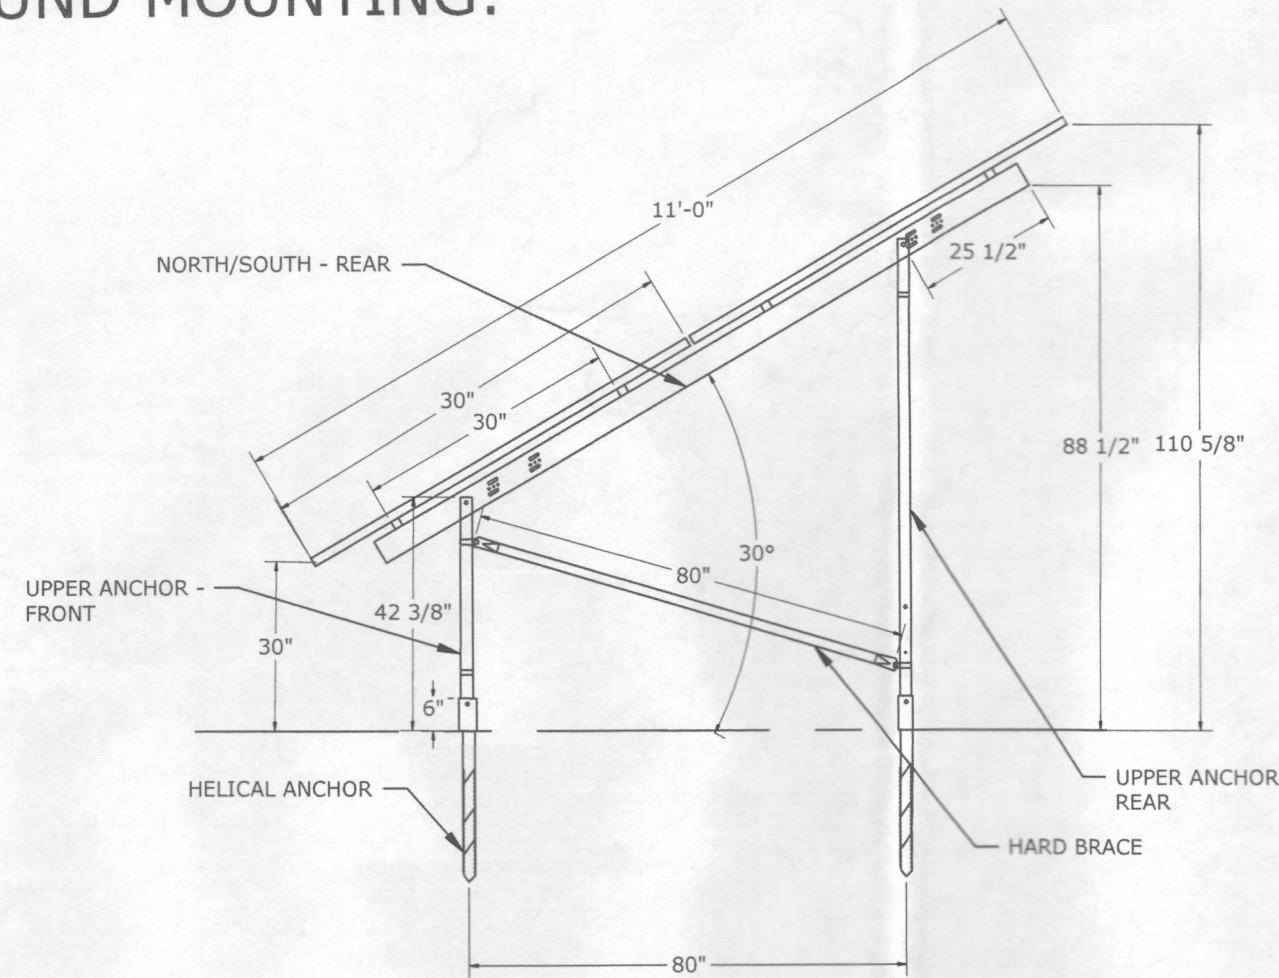 UND MOUNTING:
11'-0"
NORTH/SOUTH - REAR
25 1/2"
30"
30"
88 1/2"
110 5/8"
30°
80"
UPPER ANCHOR -
FRONT
42 3/8"
30"
6"
HELICAL ANCHOR
UPPER ANCHOR
REAR
HARD BRACE
80"